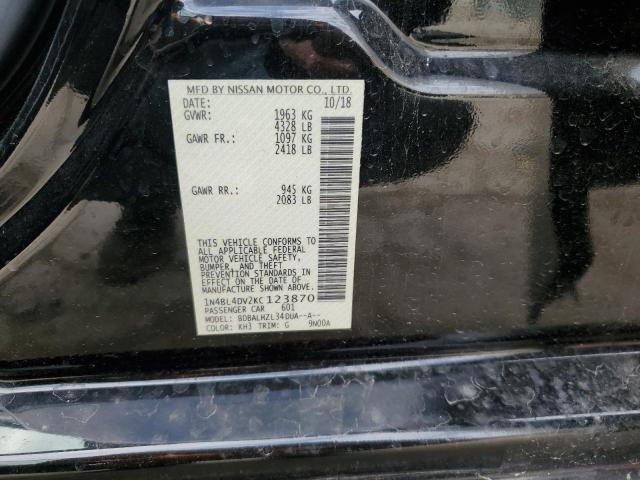 MFD BY NISSAN MOTOR CO., LTD.
DATE: 10/18
GVWR: 1963 KG
4328 LB
GAWR FR.: 1097 KG
2418 LB
GAWR RR.: 945 KG
2083 LB
THIS VEHICLE CONFORMS TO
ALL APPLICABLE FEDERAL
MOTOR VEHICLE SAFETY,
BUMPER, AND THEFT
PREVENTION STANDARDS IN
EFFECT ON THE DATE OF
MANUFACTURE SHOWN ABOVE.
1N4BL4DV2KC123870
PASSENGER CAR 601
MODEL: BDBALHZL34DUA--A--
COLOR: KH3 TRIM: G 9N00A